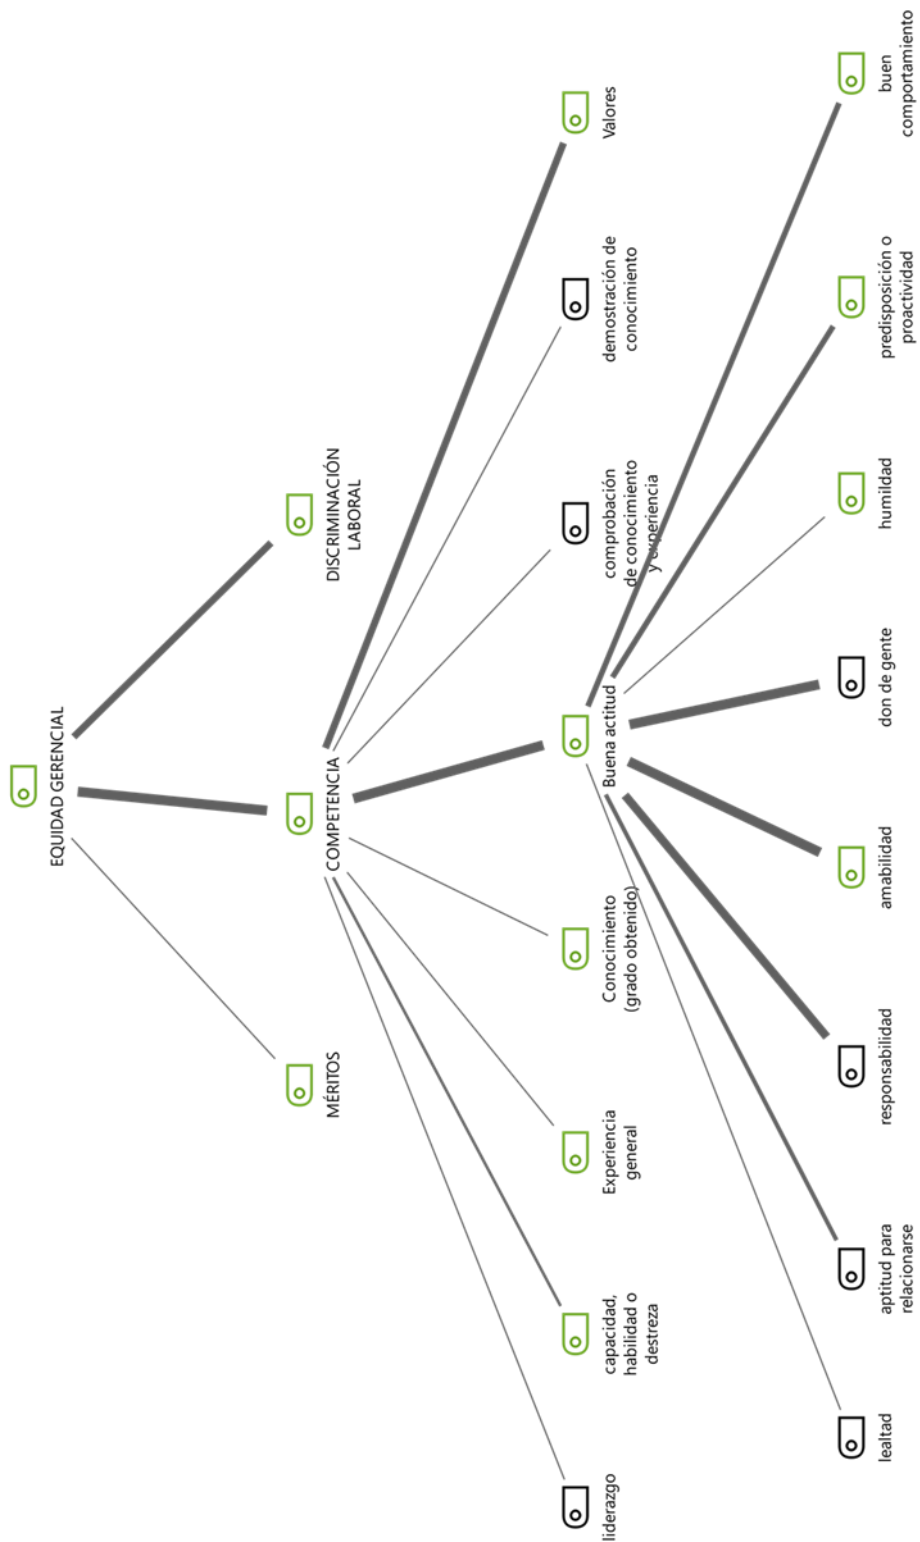 EQUIDAD GERENCIAL
MÉRITOS
COMPETENCIA
DISCRIMINACIÓN
LABORAL
liderazgo
capacidad,
habilidad o
destreza
Experiencia
general
Conocimiento
(grado obtenido)
Buena actitud
comprobación
de conocimiento
y experiencia
demostración de
conocimiento
Valores
lealtad
aptitud para
relacionarse
responsabilidad
amabilidad
don de gente
humildad
predisposición o
proactividad
buen
comportamiento